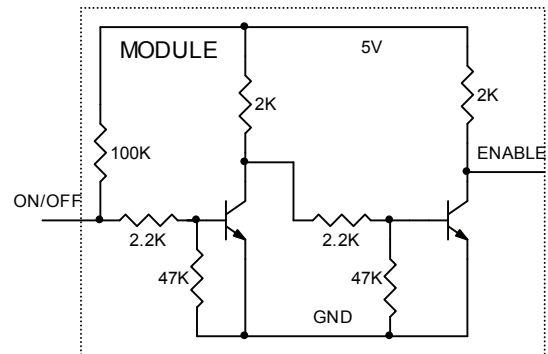 MODULE
5V
2K
2K
100K
ENABLE
ON/OFF
2.2K
2.2K
47K
47K
GND